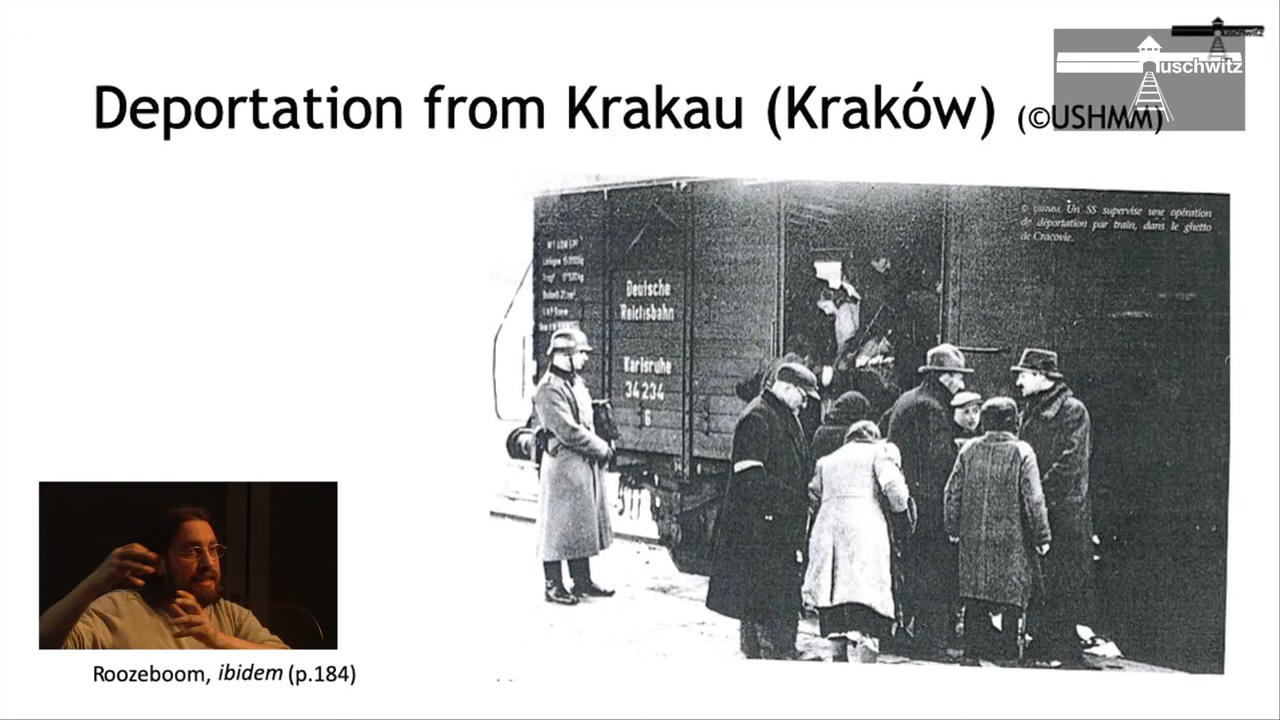 uschwitz
uschwitz
Deportation from Krakau (Kraków) (©USHMM)
© USHMM. Un SS supervise une opération
de déportation par train, dans le ghetto
de Cracovie.
Deutsche
Reichsbahn
Karlsruhe
34 234
G
Roozeboom, ibidem (p.184)